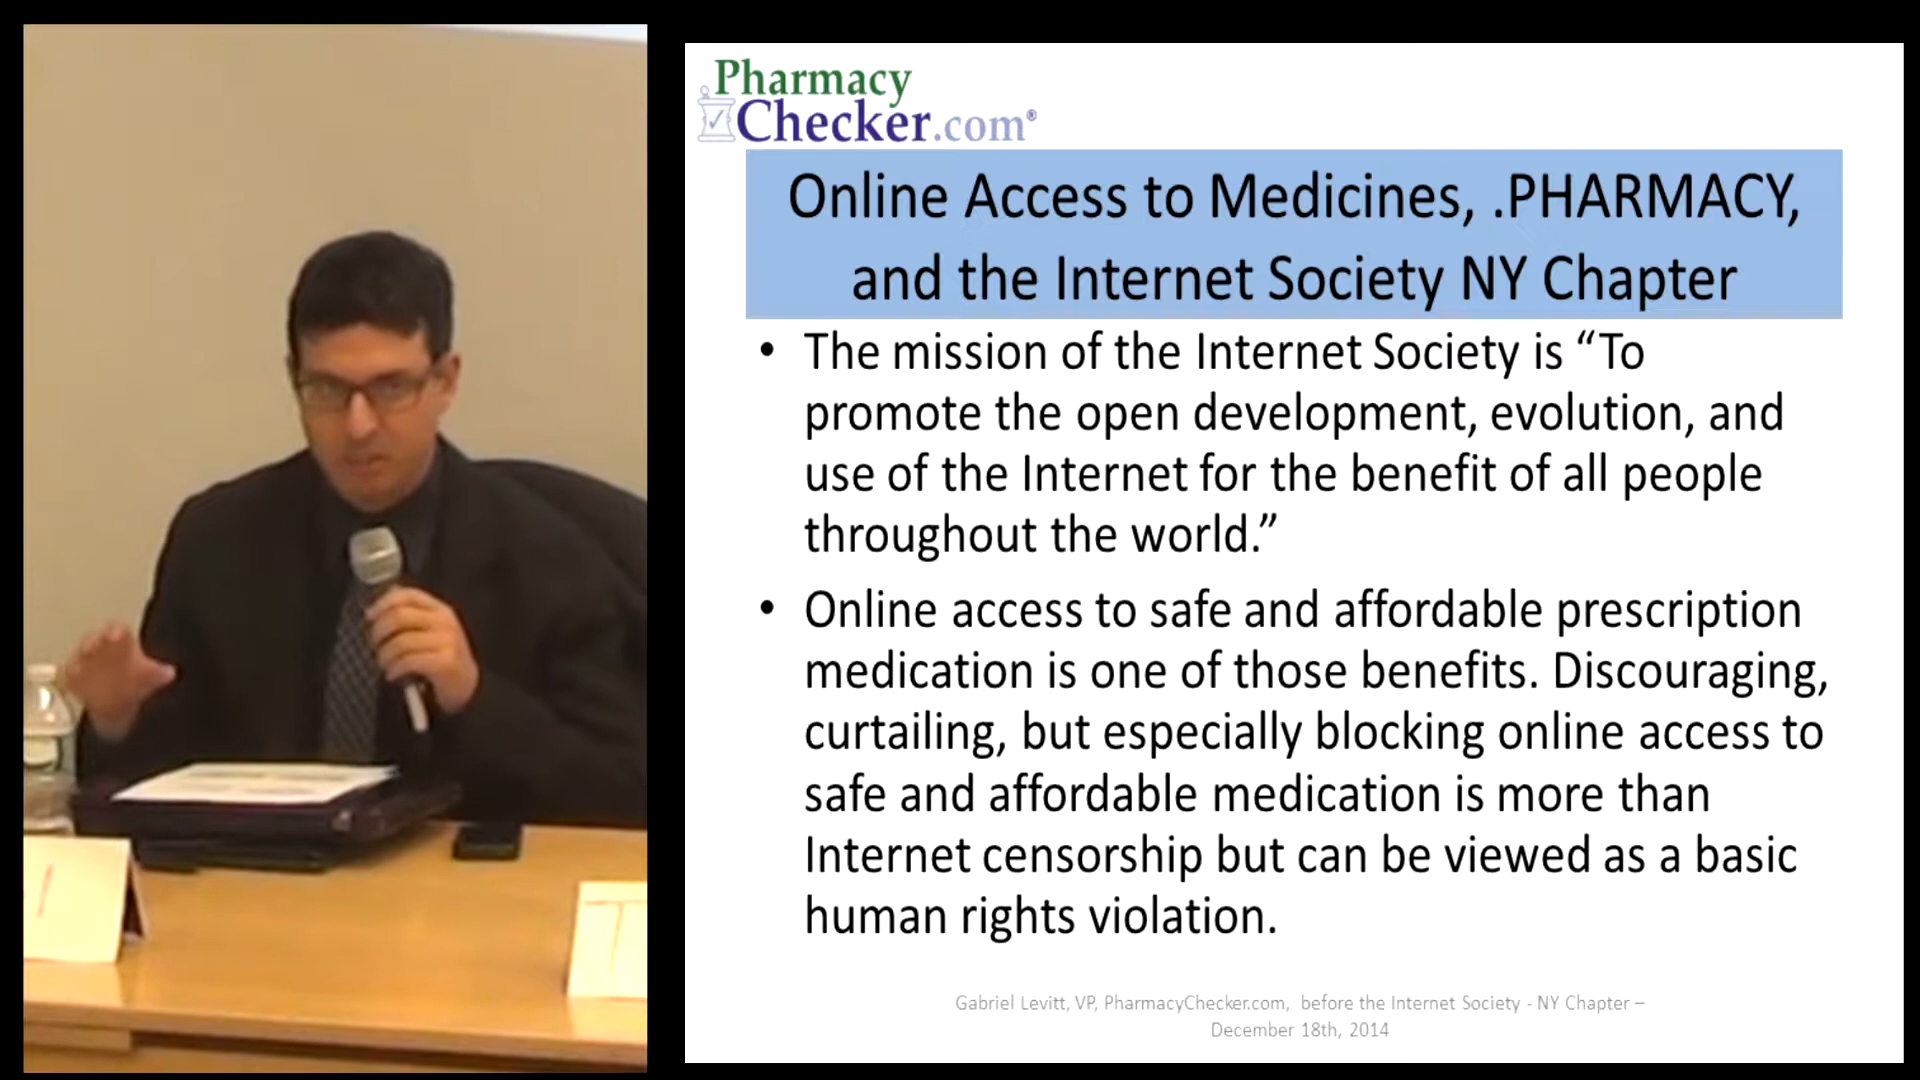 Pharmacy
Checker.com®
Online Access to Medicines, .PHARMACY,
and the Internet Society NY Chapter
• The mission of the Internet Society is “To
promote the open development, evolution, and
use of the Internet for the benefit of all people
throughout the world.”
• Online access to safe and affordable prescription
medication is one of those benefits. Discouraging,
curtailing, but especially blocking online access to
safe and affordable medication is more than
Internet censorship but can be viewed as a basic
human rights violation.
Gabriel Levitt, VP, PharmacyChecker.com, before the Internet Society - NY Chapter –
December 18th, 2014